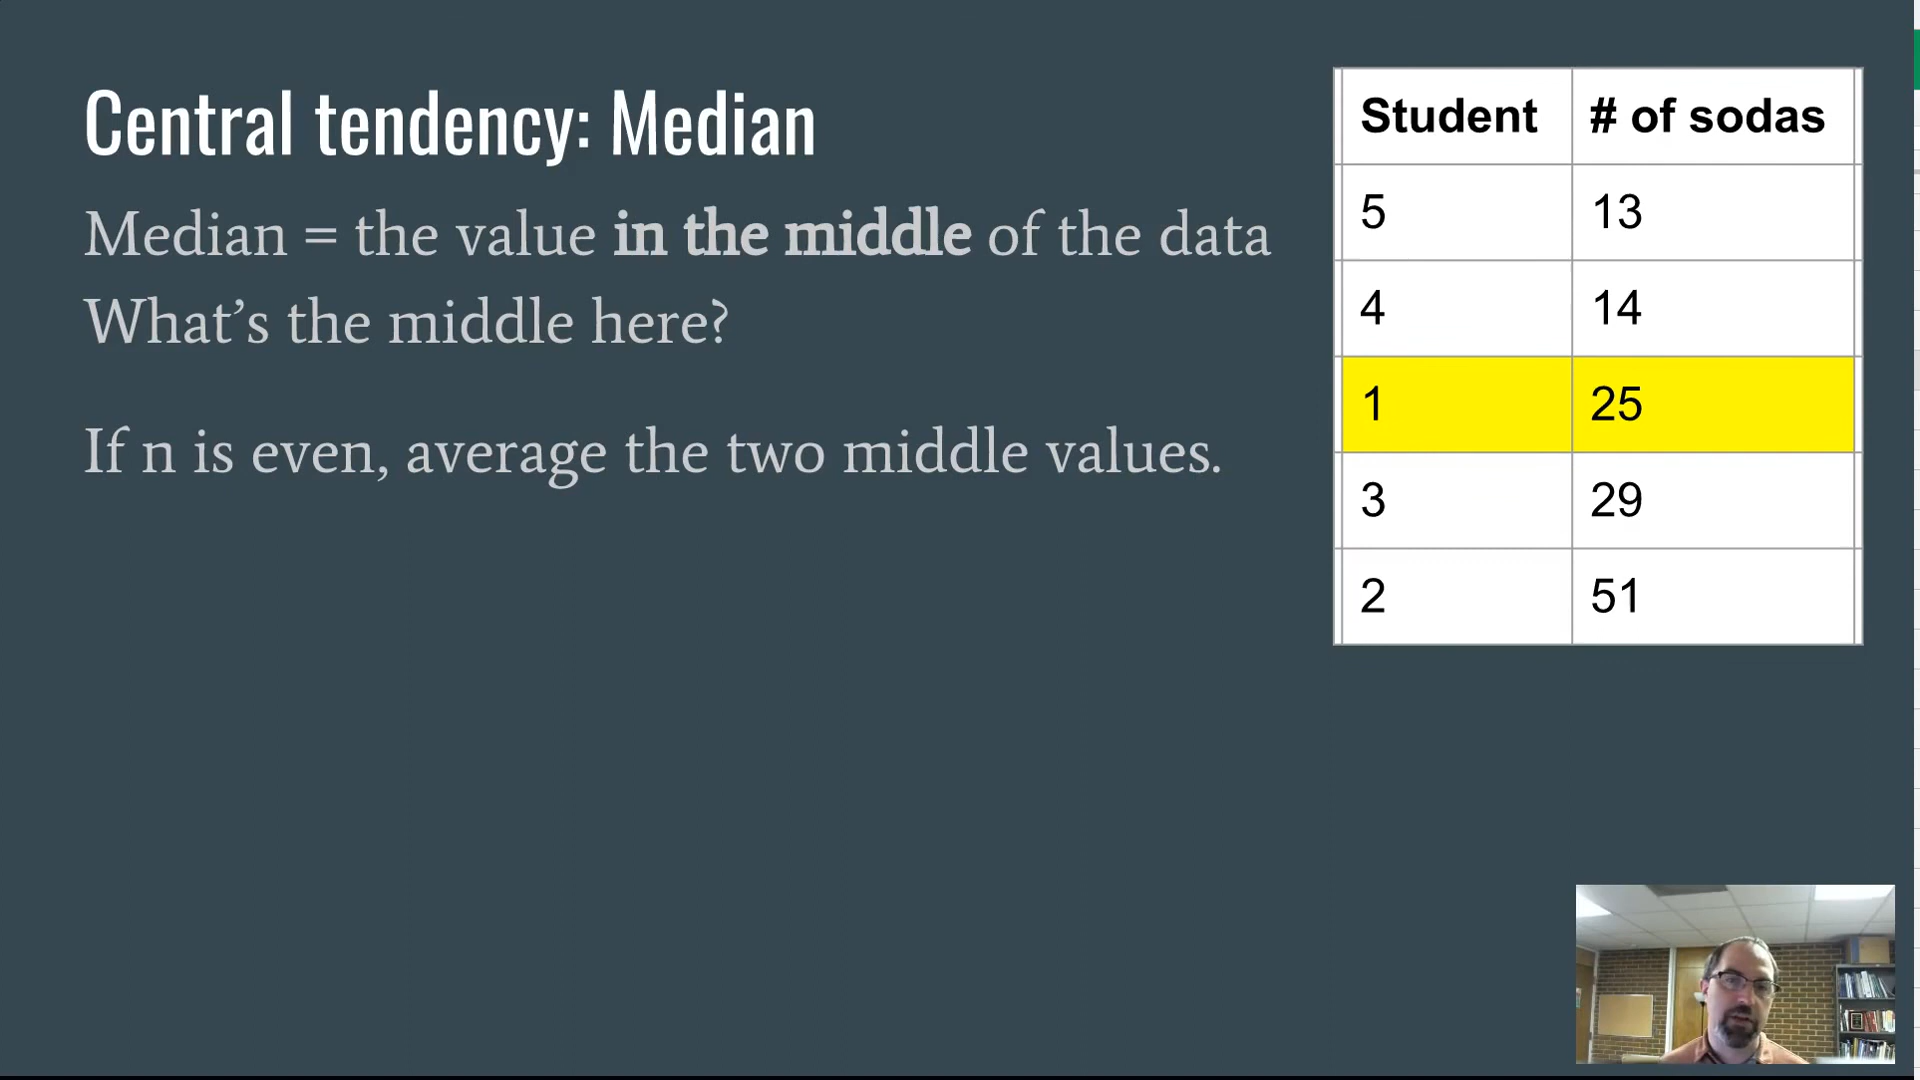 Central tendency: Median
Median = the value in the middle of the data
What’s the middle here?
If n is even, average the two middle values.
Student # of sodas
5 13
4 14
1 25
3 29
2 51